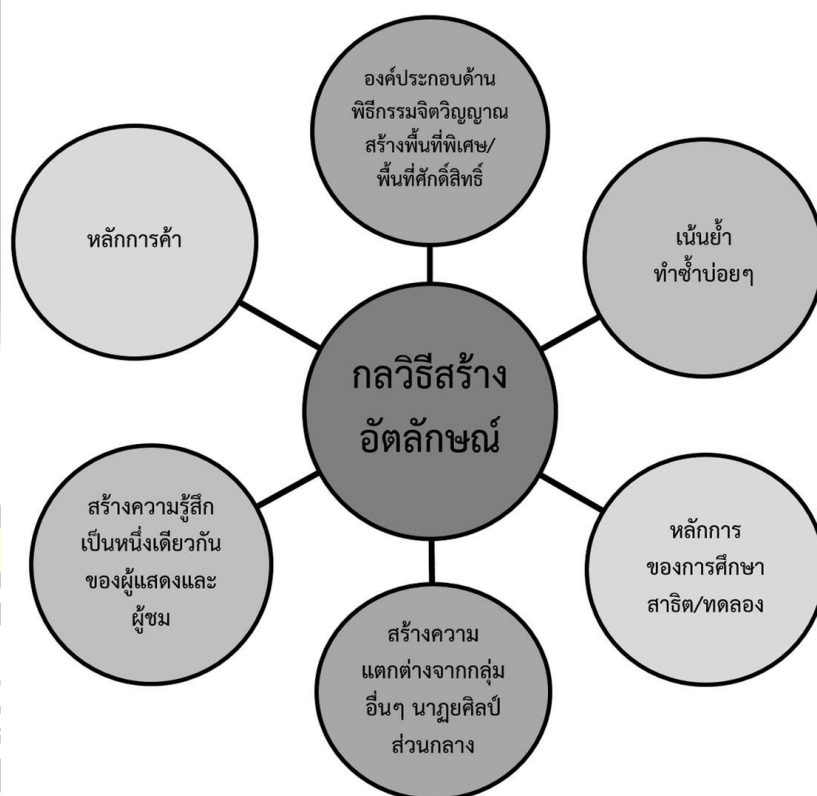 องค์ประกอบด้าน
พิธีกรรมจิตวิญญาณ
สร้างพื้นที่พิเศษ/
พื้นที่ศักดิ์สิทธิ์
เน้นย้ำ
ทำซ้ำบ่อยๆ
หลักการ
ของการศึกษา
สาธิต/ทดลอง
สร้างความ
แตกต่างจากกลุ่ม
อื่นๆ นาฏยศิลป์
ส่วนกลาง
สร้างความรู้สึก
เป็นหนึ่งเดียวกัน
ของผู้แสดงและ
ผู้ชม
หลักการค้า
กลวิธีสร้าง
อัตลักษณ์